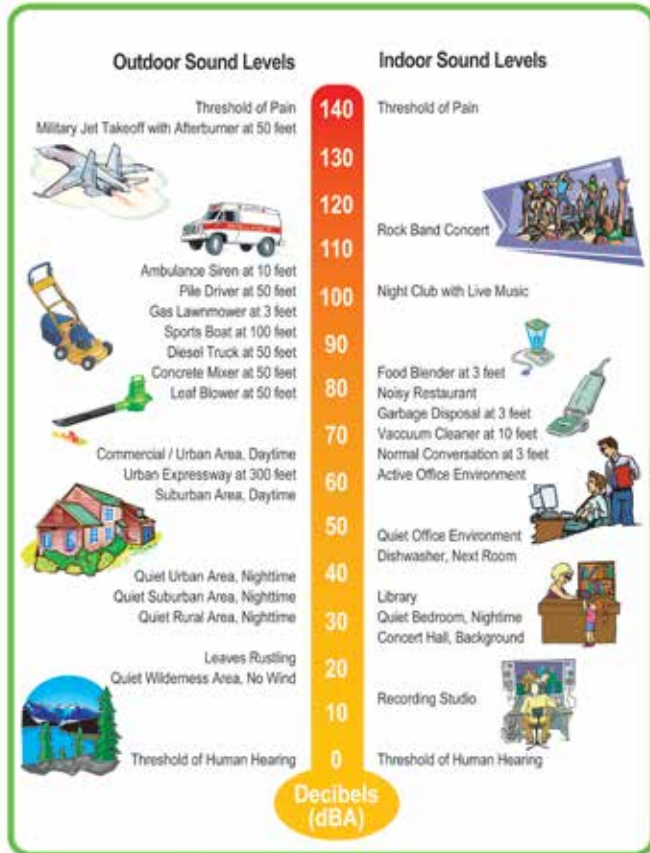 Outdoor Sound Levels
Threshold of Pain
Military Jet Takeoff with Afterburner at 50 feet
AMBULANCE
Ambulance Siren at 10 feet
Pile Driver at 50 feet
Gas Lawnmower at 3 feet
Sports Boat at 100 feet
Diesel Truck at 50 feet
Concrete Mixer at 50 feet
Leaf Blower at 50 feet
Commercial / Urban Area, Daytime
Urban Expressway at 300 feet
Suburban Area, Daytime
Quiet Urban Area, Nighttime
Quiet Suburban Area, Nighttime
Quiet Rural Area, Nighttime
Leaves Rustling
Quiet Wilderness Area, No Wind
Threshold of Human Hearing
140
130
120
110
100
90
80
70
60
50
40
30
20
10
0
Decibels
(dBA)
Indoor Sound Levels
Threshold of Pain
Rock Band Concert
Night Club with Live Music
Food Blender at 3 feet
Noisy Restaurant
Garbage Disposal at 3 feet
Vaccuum Cleaner at 10 feet
Normal Conversation at 3 feet
Active Office Environment
Quiet Office Environment
Dishwasher, Next Room
Library
Quiet Bedroom, Nightime
Concert Hall, Background
Recording Studio
Threshold of Human Hearing